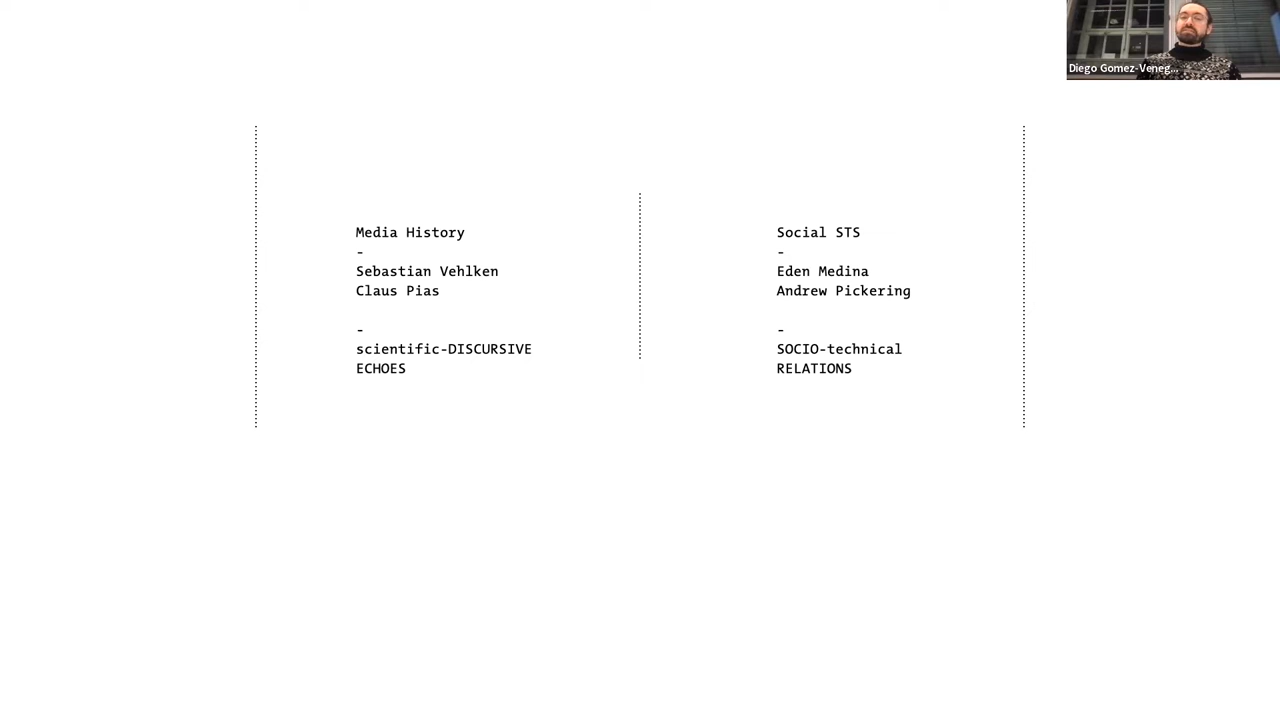 Diego Gomez-Veneg...
Media History
-
Sebastian Vehlken
Claus Pias
-
scientific-DISCURSIVE
ECHOES
Social STS
-
Eden Medina
Andrew Pickering
-
SOCIO-technical
RELATIONS